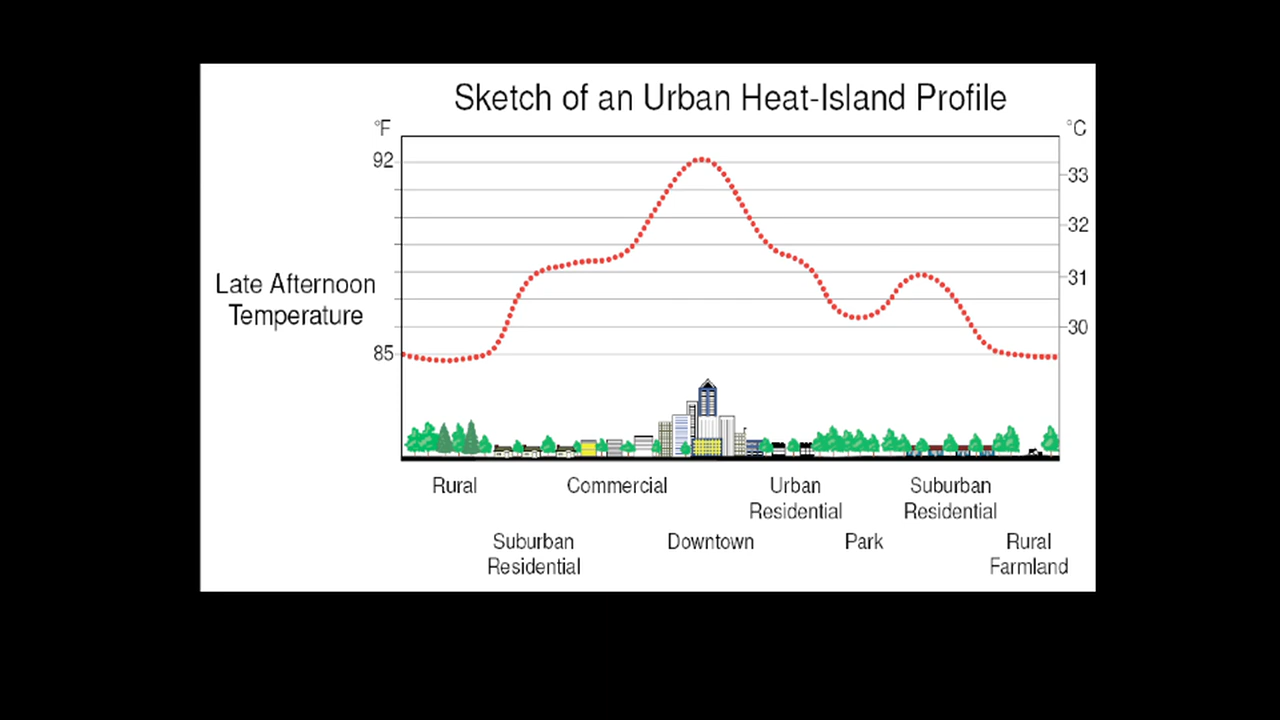 Sketch of an Urban Heat-Island Profile
°F
°C
92
33
32
Late Afternoon
Temperature
31
30
85
Rural
Commercial
Urban
Residential
Suburban
Residential
Suburban
Residential
Downtown
Park
Rural
Farmland